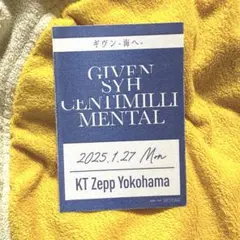 ギヴン-海へ-
GIVEN
SYH
CENTIMILLI
MENTAL
2025.1.27 Mon
KT Zepp Yokohama